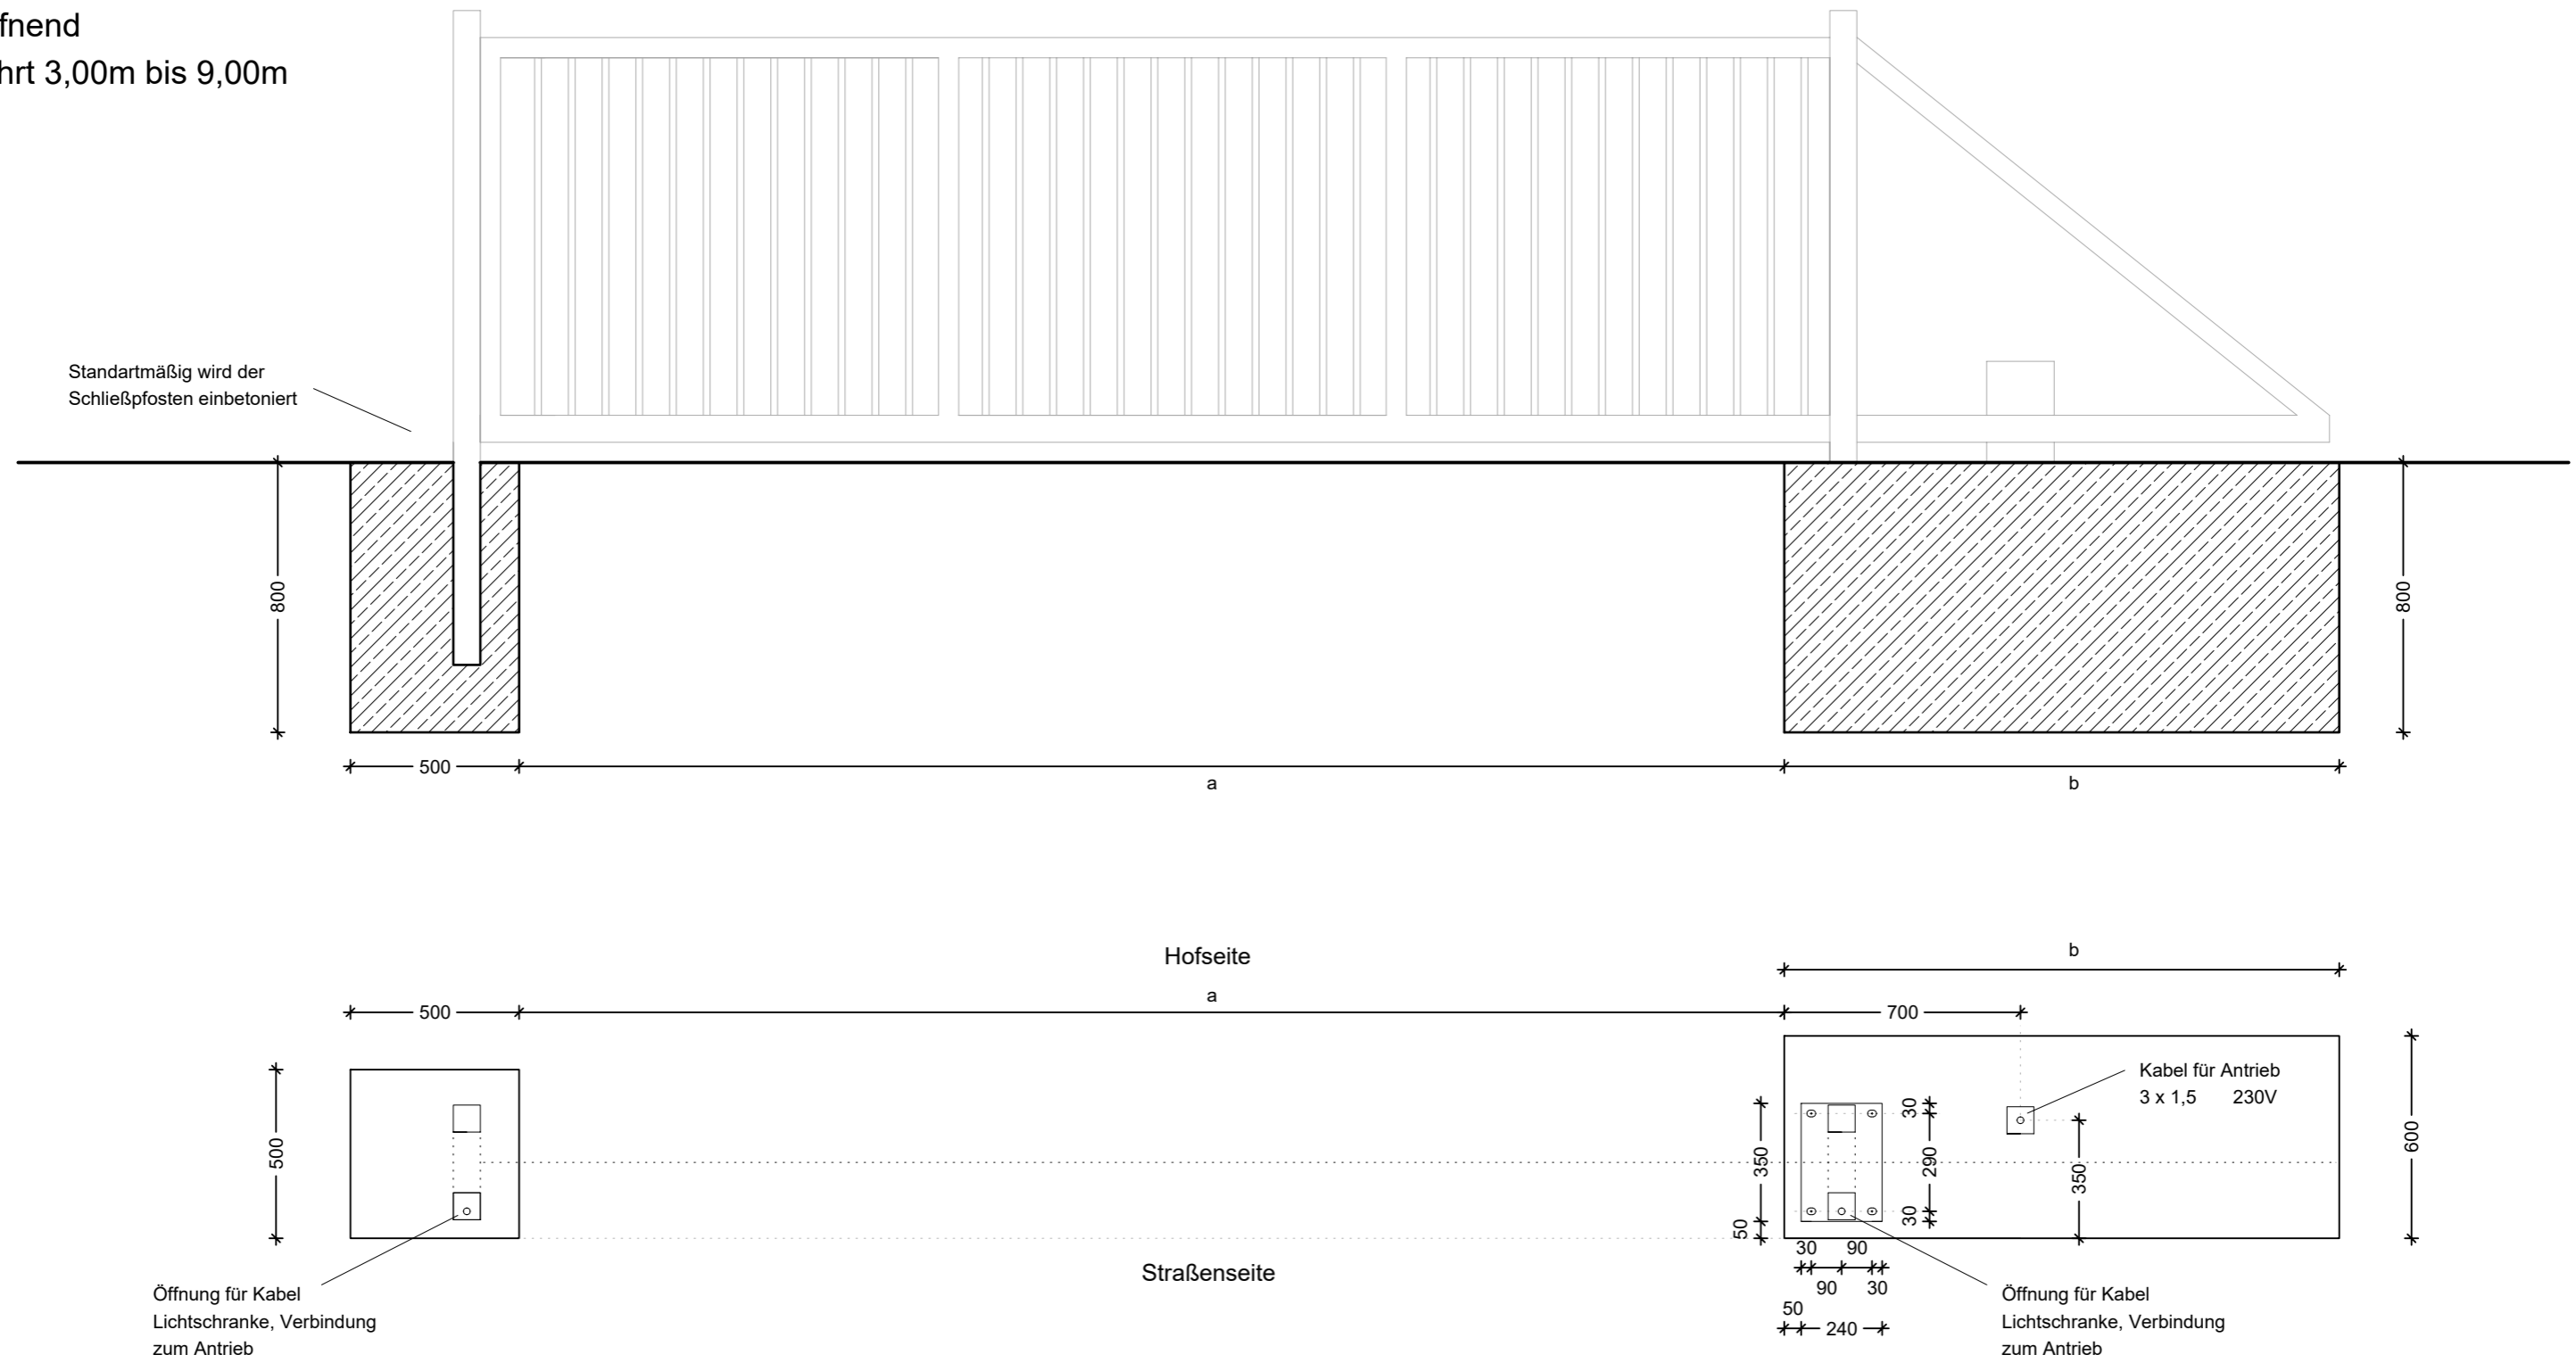 fnend
hrt 3,00m bis 9,00m
Standartmäßig wird der
Schließpfosten einbetoniert
800
800
500
a
b
Hofseite
b
a
500
700
Kabel für Antrieb
3 x 1,5 230V
500
350
50
30
290
30
350
600
30 90
90 30
50
240
Straßenseite
Öffnung für Kabel
Lichtschranke, Verbindung
zum Antrieb
Öffnung für Kabel
Lichtschranke, Verbindung
zum Antrieb